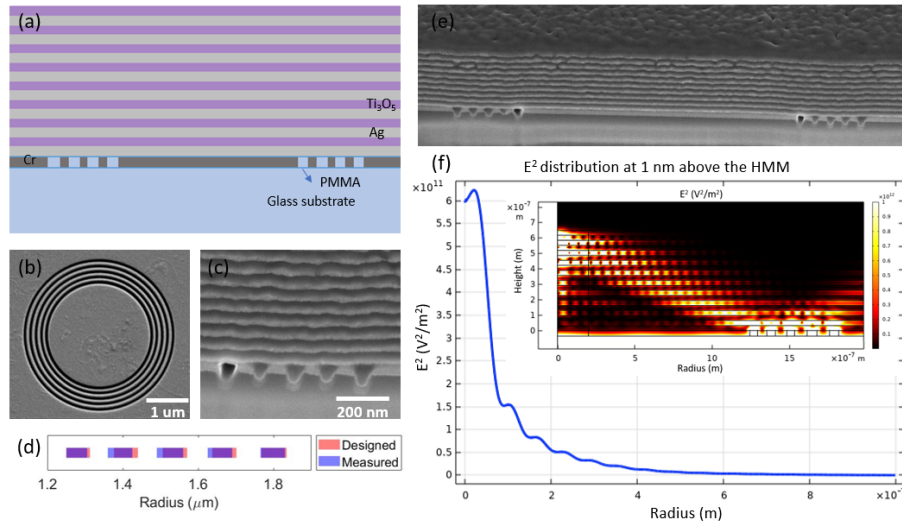 (a)
Ti₃O₅
Ag
Cr
PMMA
Glass substrate
(b)
1 um
(c)
200 nm
(d)
Designed
Measured
1.2
1.4
1.6
1.8
Radius (μm)
(e)
(f)
E² distribution at 1 nm above the HMM
×10¹¹
6
5.5
5
4.5
4
3.5
3
2.5
2
1.5
1
0.5
0
E² (V²/m²)
0
2
4
6
8
Radius (m)
E² (V²/m²)
×10⁻⁷
m
7
6
5
4
3
2
1
0
Height (m)
0
5
10
15
×10⁻⁷ m
Radius (m)
1
0.9
0.8
0.7
0.6
0.5
0.4
0.3
0.2
0.1